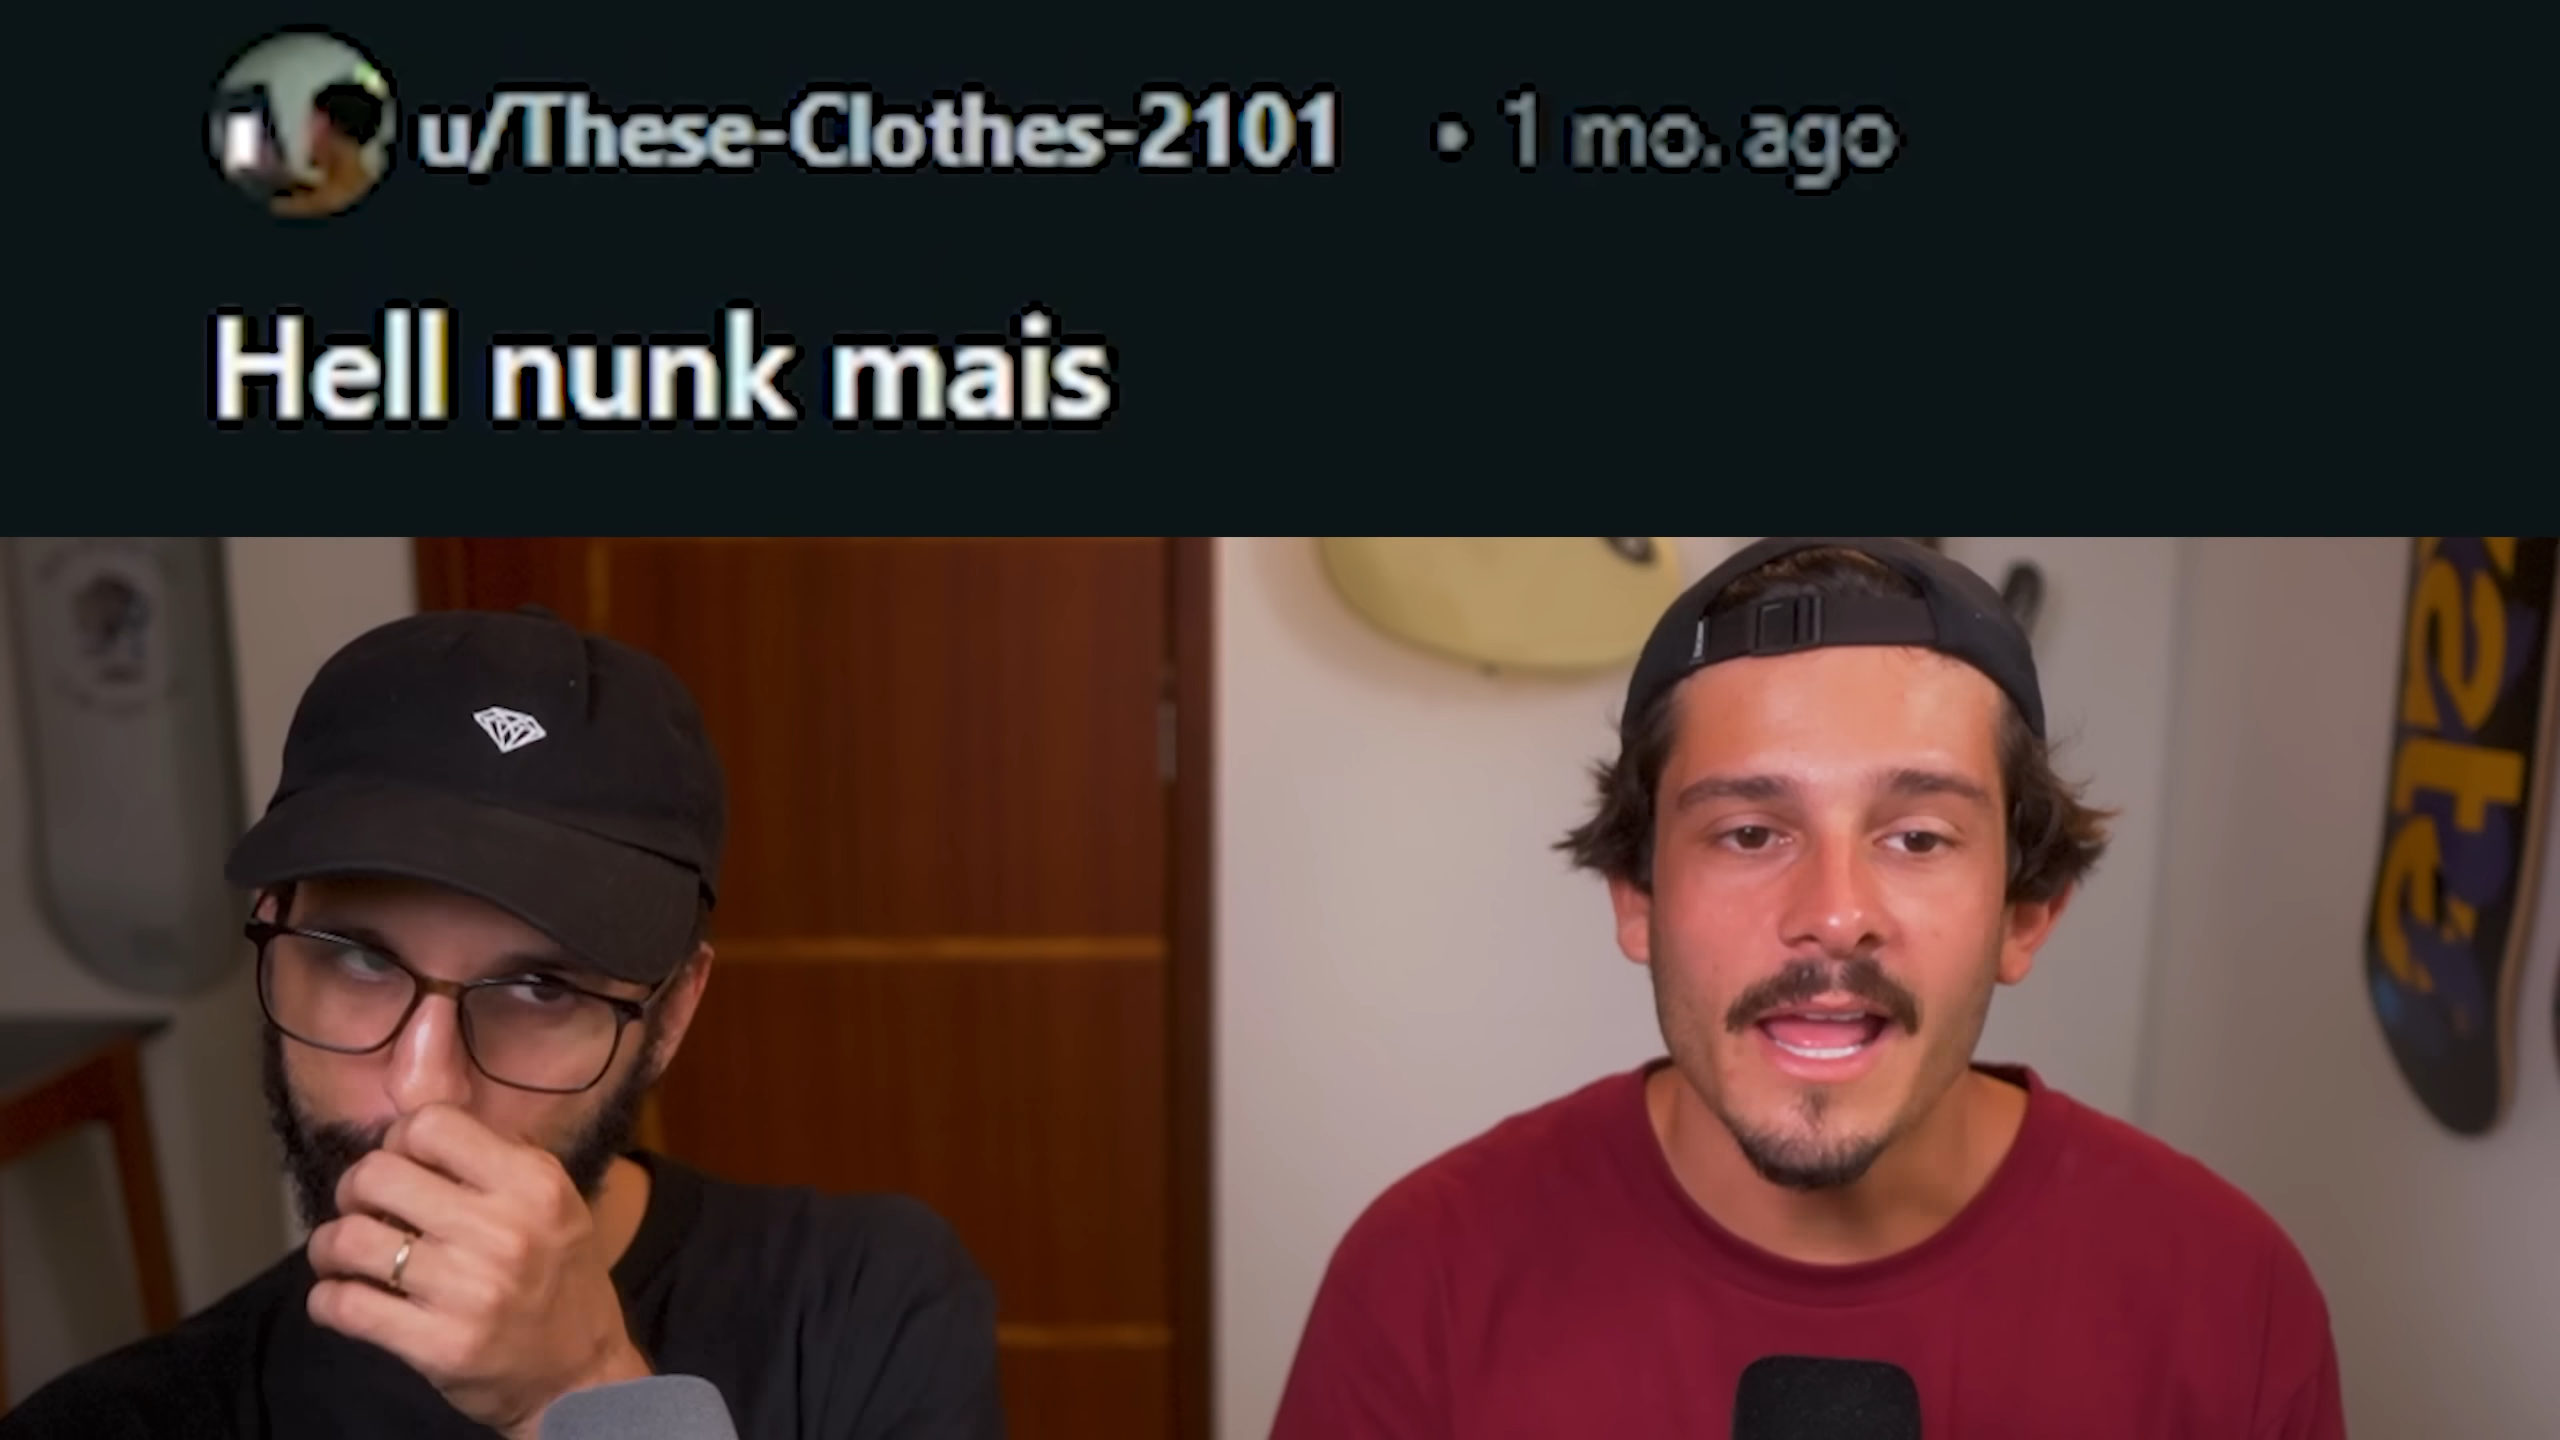 u/These-Clothes-2101 • 1 mo. ago
Hell nunk mais